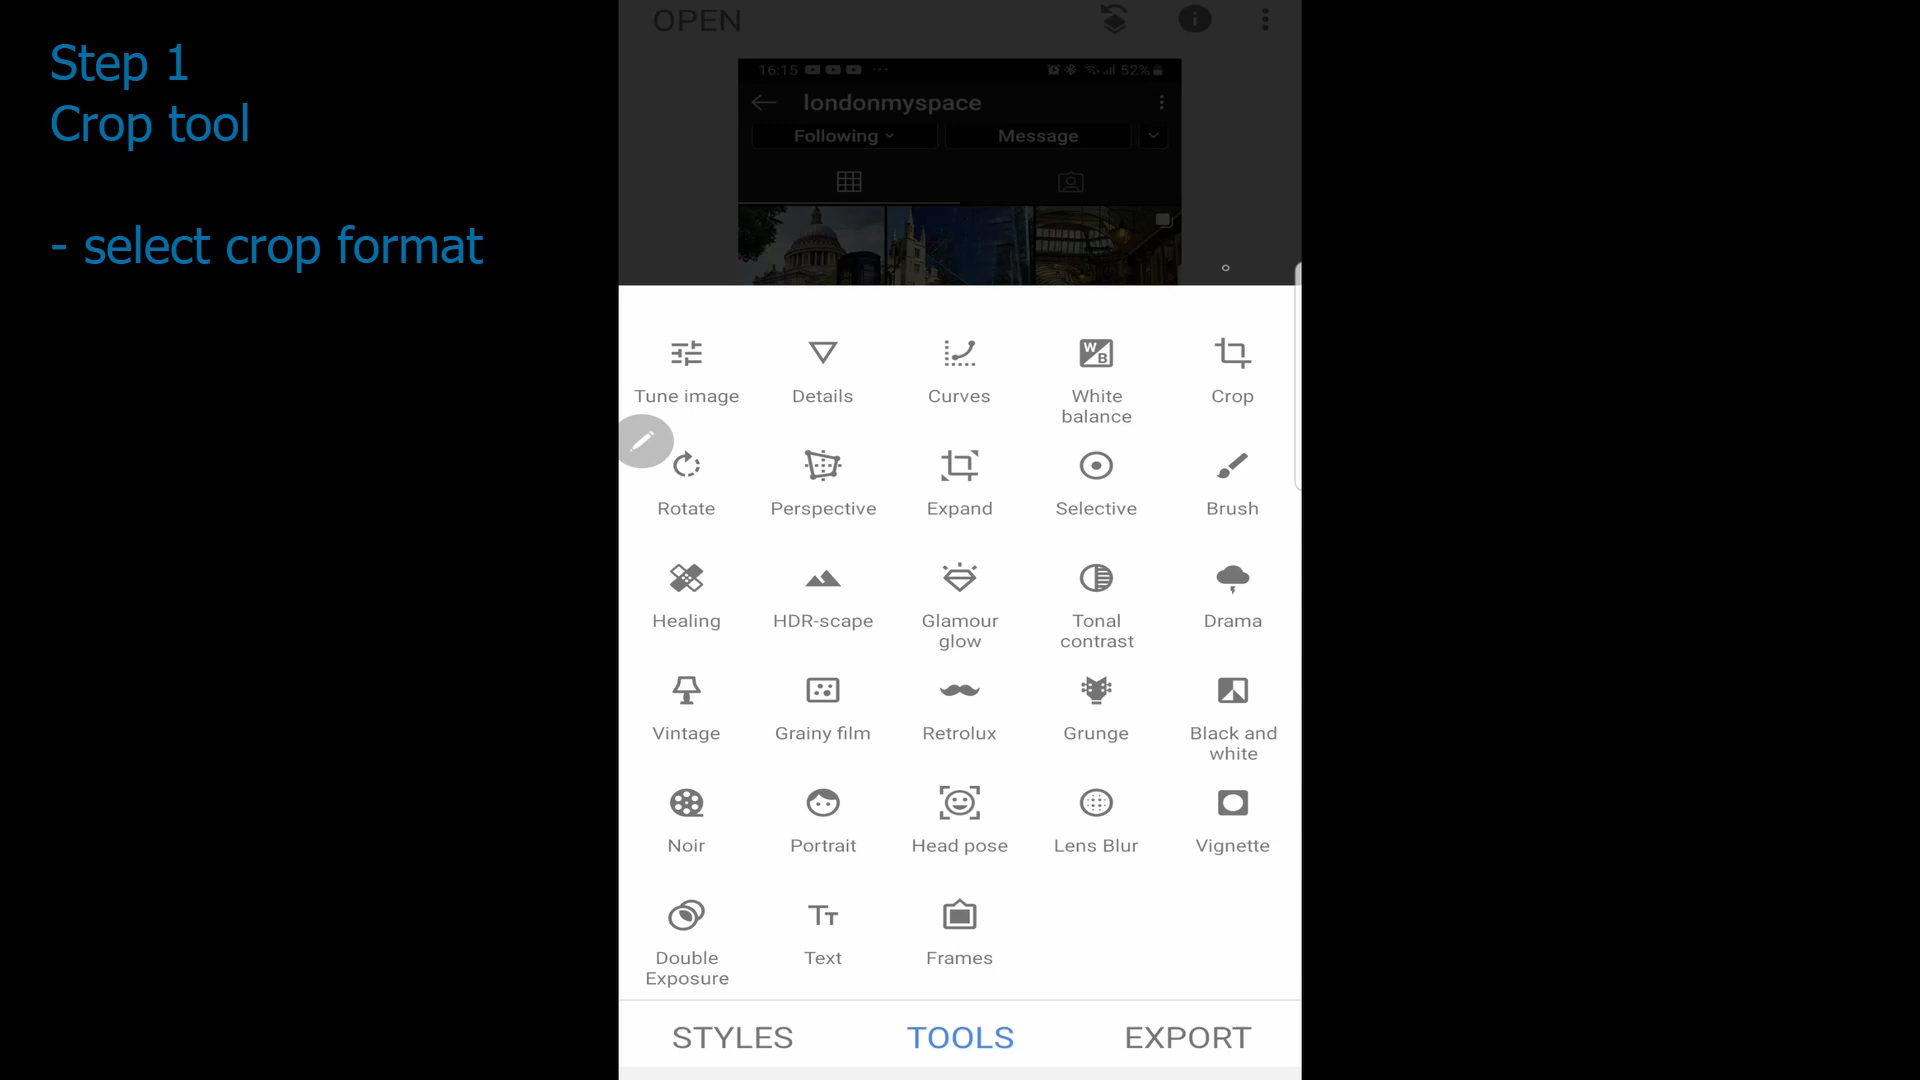 Step 1
Crop tool
- select crop format
OPEN
16:15 52%
londonmyspace
Following Message
Tune image Details Curves White balance Crop
Rotate Perspective Expand Selective Brush
Healing HDR-scape Glamour glow Tonal contrast Drama
Vintage Grainy film Retrolux Grunge Black and white
Noir Portrait Head pose Lens Blur Vignette
Double Exposure Text Frames
STYLES TOOLS EXPORT